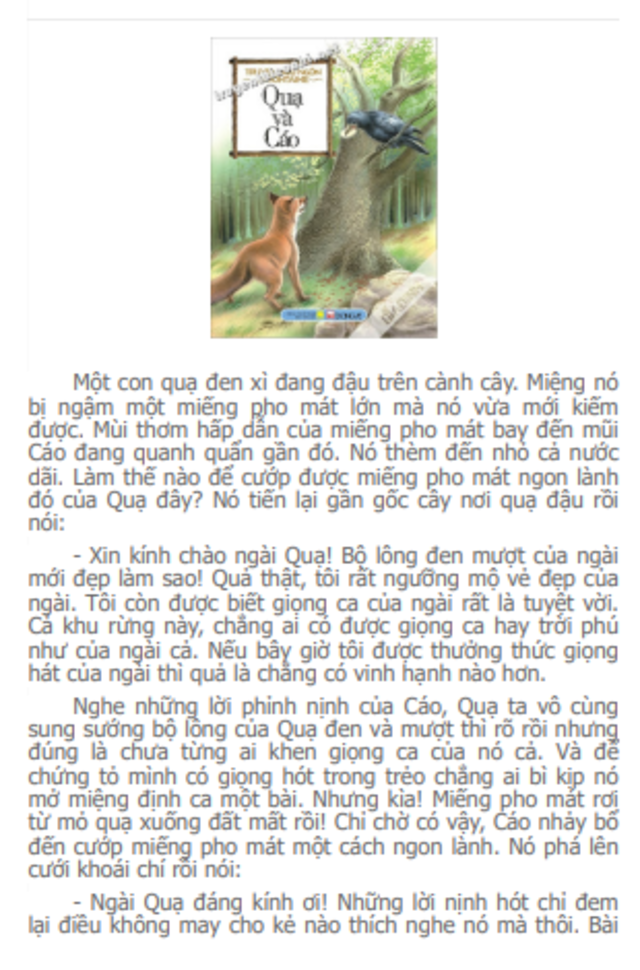 Quạ
và
Cáo
Một con quạ đen xì đang đậu trên cành cây. Miệng nó
bị ngậm một miếng pho mát lớn mà nó vừa mới kiếm
được. Mùi thơm hấp dẫn của miếng pho mát bay đến mũi
Cáo đang quanh quẩn gần đó. Nó thèm đến nhỏ cả nước
dãi. Làm thế nào để cướp được miếng pho mát ngon lành
đó của Quạ đây? Nó tiến lại gần gốc cây nơi quạ đậu rồi
nói:
- Xin kính chào ngài Quạ! Bộ lông đen mượt của ngài
mới đẹp làm sao! Quả thật, tôi rất ngưỡng mộ vẻ đẹp của
ngài. Tôi còn được biết giọng ca của ngài rất là tuyệt vời.
Cả khu rừng này, chẳng ai có được giọng ca hay trời phú
như của ngài cả. Nếu bây giờ tôi được thưởng thức giọng
hát của ngài thì quả là chẳng có vinh hạnh nào hơn.
Nghe những lời phỉnh nịnh của Cáo, Quạ ta vô cùng
sung sướng bộ lông của Quạ đen và mượt thì rõ rồi nhưng
đúng là chưa từng ai khen giọng ca của nó cả. Và để
chứng tỏ mình có giọng hót trong trẻo chẳng ai bì kịp nó
mở miệng định ca một bài. Nhưng kìa! Miếng pho mát rơi
từ mỏ quạ xuống đất mất rồi! Chỉ chờ có vậy, Cáo nhảy bổ
đến cướp miếng pho mát một cách ngon lành. Nó phá lên
cười khoái chí rồi nói:
- Ngài Quạ đáng kính ơi! Những lời nịnh hót chỉ đem
lại điều không may cho kẻ nào thích nghe nó mà thôi. Bài